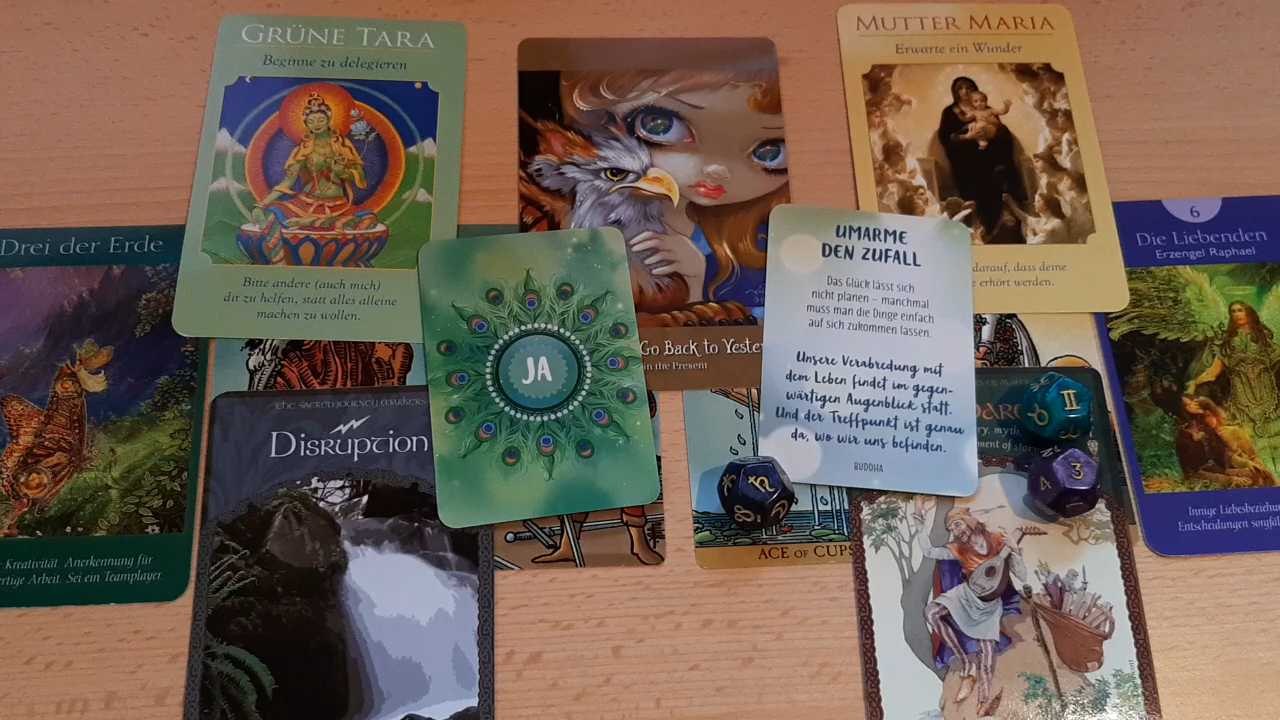 GRÜNE TARA
Beginne zu delegieren
Bitte andere (auch mich)
dir zu helfen, statt alles alleine
machen zu wollen.
MUTTER MARIA
Erwarte ein Wunder
darauf, dass deine
erhört werden.
Drei der Erde
Kreativität. Anerkennung für
Sei ein Teamplayer.
6
Die Liebenden
Erzengel Raphael
Innige
Entscheidungen
Go Back to
in the Present
JA
UMARME
DEN ZUFALL
Das Glück lässt sich
nicht planen – manchmal
muss man die Dinge einfach
auf sich zukommen lassen.
Unsere Verabredung mit
dem Leben findet im gegen-
wärtigen Augenblick statt.
Und der Treffpunkt ist genau
da, wo wir uns befinden.
BUDDHA
THE SACRED JOURNEY MARKERS
DISRUPTION
ACE OF CUPS
♉ ♊
3
4
♄